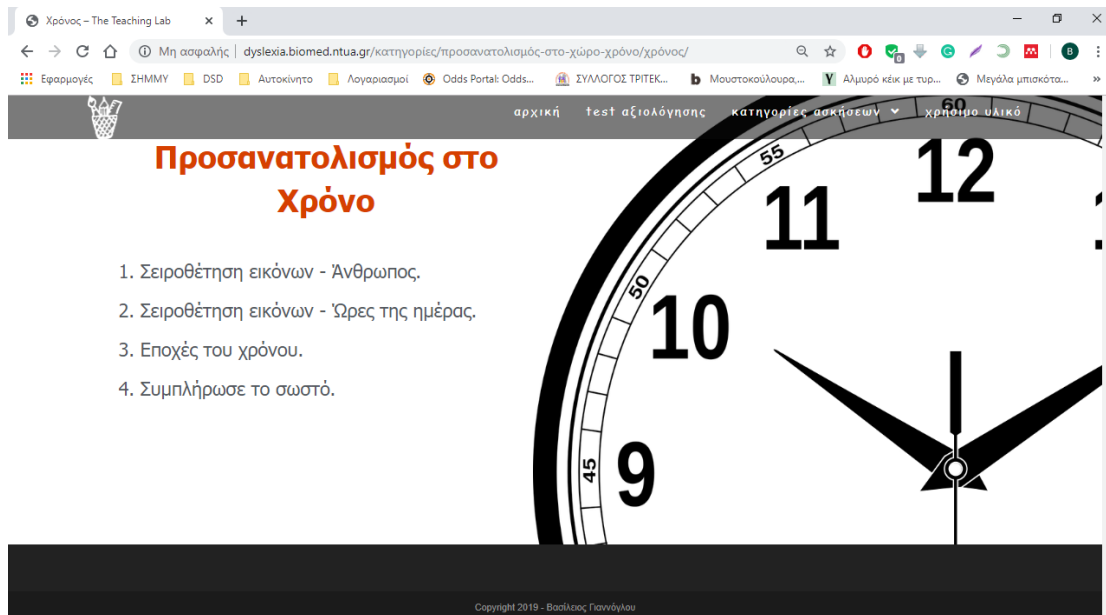 Χρόνος – The Teaching Lab
Μη ασφαλής | dyslexia.biomed.ntua.gr/κατηγορίες/προσανατολισμός-στο-χώρο-χρόνο/χρόνος/
Εφαρμογές ΣΗΜΜΥ DSD Αυτοκίνητο Λογαριασμοί Odds Portal: Odds... ΣΥΛΛΟΓΟΣ ΤΡΙΤΕΚ... Μουστοκούλουρα,... Αλμυρό κέικ με τυρ... Μεγάλα μπισκότα... »
αρχική test αξιολόγησης κατηγορίες ασκήσεων χρήσιμο υλικό
Προσανατολισμός στο
Χρόνο
1. Σειροθέτηση εικόνων - Άνθρωπος.
2. Σειροθέτηση εικόνων - Ώρες της ημέρας.
3. Εποχές του χρόνου.
4. Συμπλήρωσε το σωστό.
60
55
12
11
50
10
45
9
Copyright 2019 - Βασίλειος Γιαννόγλου